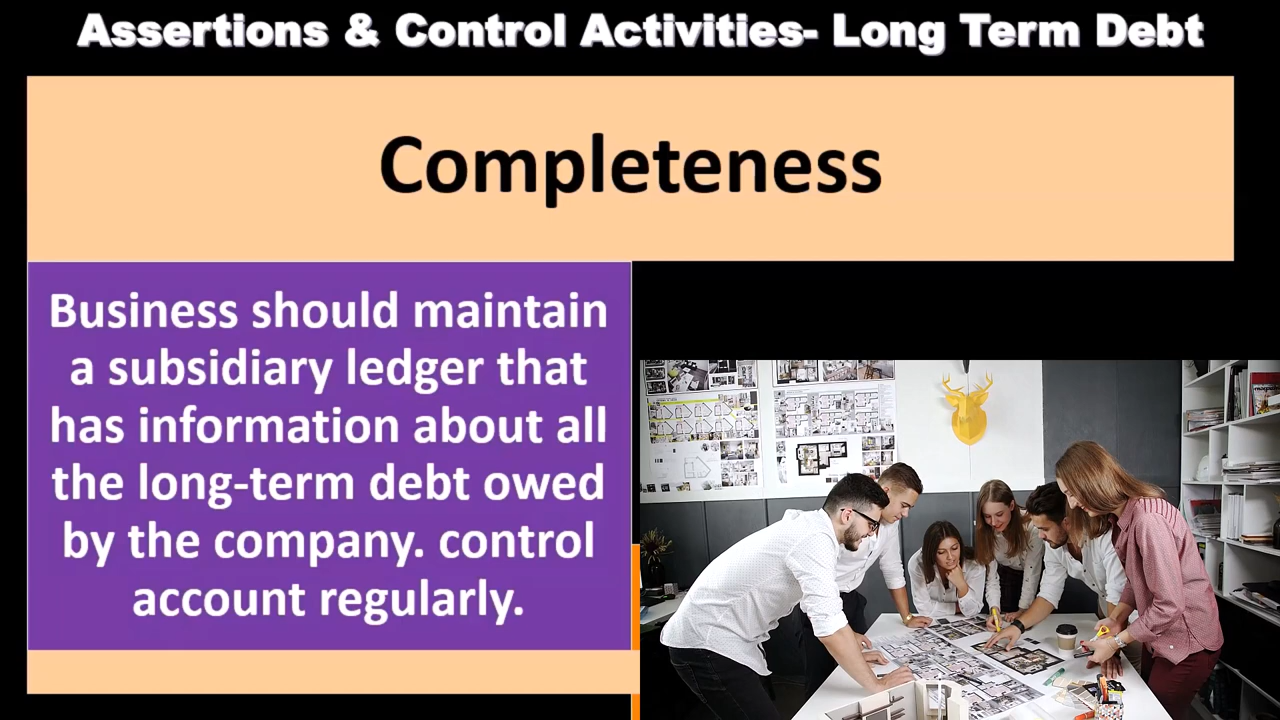 Assertions & Control Activities- Long Term Debt
Completeness
Business should maintain
a subsidiary ledger that
has information about all
the long-term debt owed
by the company. control
account regularly.